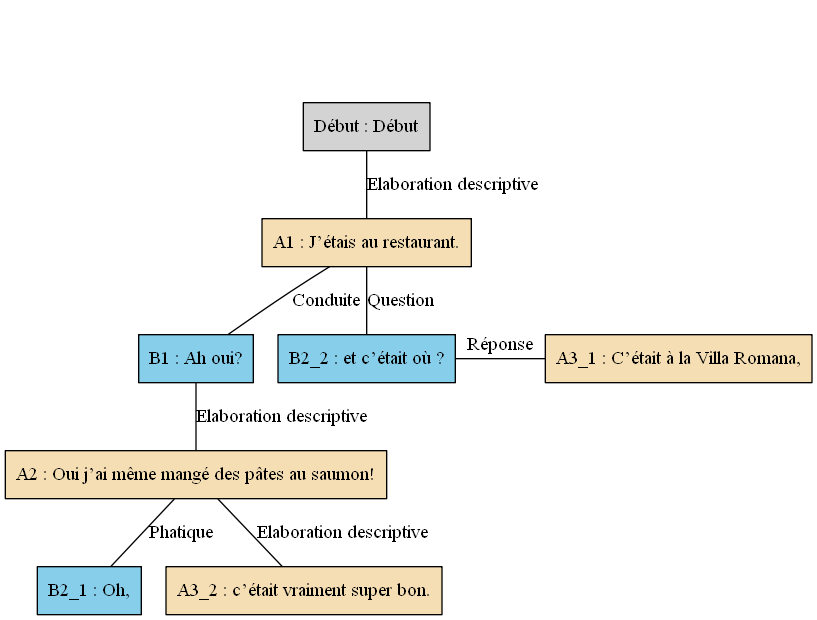 Début : Début
Elaboration descriptive
A1 : J'étais au restaurant.
Conduite
Question
B1 : Ah oui?
B2_2 : et c'était où ?
Réponse
A3_1 : C'était à la Villa Romana,
Elaboration descriptive
A2 : Oui j'ai même mangé des pâtes au saumon!
Phatique
Elaboration descriptive
B2_1 : Oh,
A3_2 : c'était vraiment super bon.